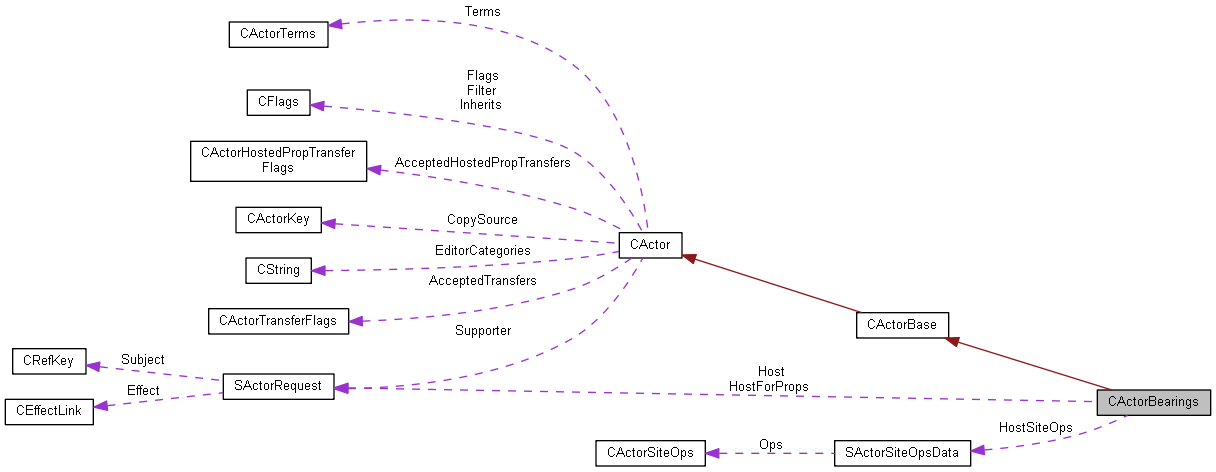 Terms
CActorTerms
Flags
Filter
Inherits
CFlags
CActorHostedPropTransfer
Flags
AcceptedHostedPropTransfers
CActorKey
CopySource
CActor
EditorCategories
CString
AcceptedTransfers
CActorTransferFlags
CActorBase
Supporter
CRefKey
Subject
SActorRequest
Host
HostForProps
Effect
CEffectLink
CActorBearings
HostSiteOps
CActorSiteOps
Ops
SActorSiteOpsData